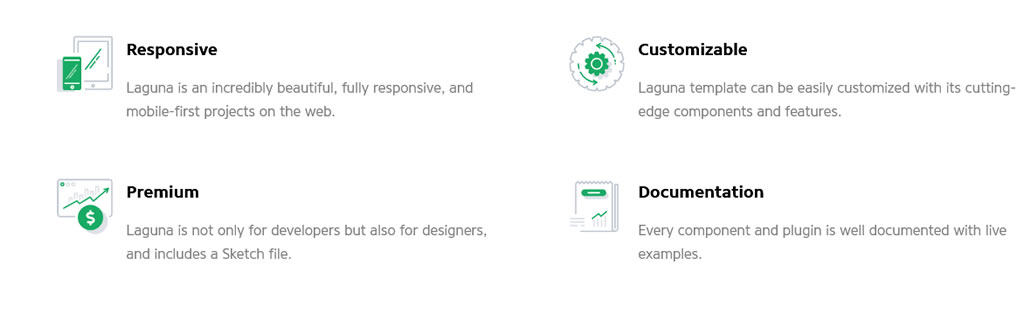 Responsive
Laguna is an incredibly beautiful, fully responsive, and
mobile-first projects on the web.
Customizable
Laguna template can be easily customized with its cutting-
edge components and features.
Premium
Laguna is not only for developers but also for designers,
and includes a Sketch file.
Documentation
Every component and plugin is well documented with live
examples.
$